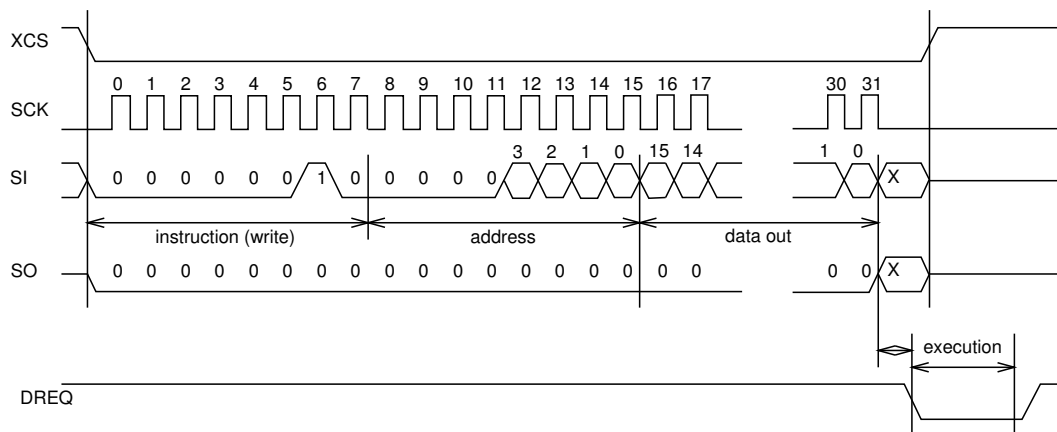 XCS
0 1 2 3 4 5 6 7 8 9 10 11 12 13 14 15 16 17 30 31
SCK
3 2 1 0 15 14 1 0
SI 0 0 0 0 0 0 1 0 0 0 0 0 X
instruction (write) address data out
SO 0 0 0 0 0 0 0 0 0 0 0 0 0 0 0 0 0 0 0 0 X
execution
DREQ